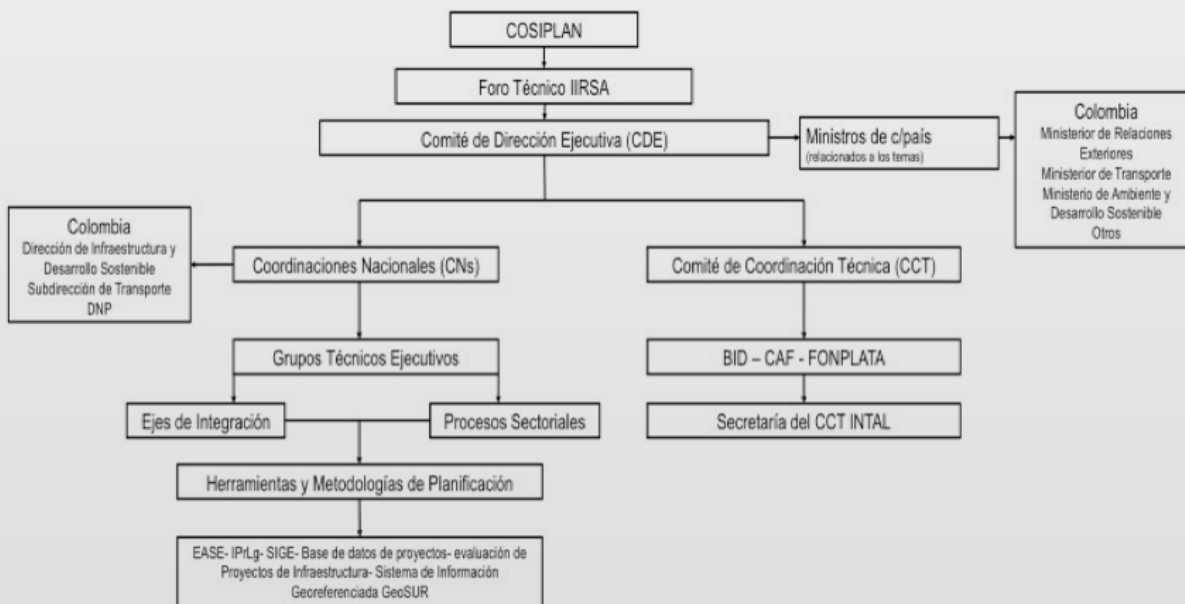 COSIPLAN
Foro Técnico IIRSA
Comité de Dirección Ejecutiva (CDE)
Ministros de c/país
(relacionados a los temas)
Colombia
Ministerior de Relaciones
Exteriores
Ministerior de Transporte
Ministerio de Ambiente y
Desarrollo Sostenible
Otros
Colombia
Dirección de Infraestructura y
Desarrollo Sostenible
Subdirección de Transporte
DNP
Coordinaciones Nacionales (CNs)
Comité de Coordinación Técnica (CCT)
Grupos Técnicos Ejecutivos
BID – CAF - FONPLATA
Ejes de Integración
Procesos Sectoriales
Secretaría del CCT INTAL
Herramientas y Metodologías de Planificación
EASE- IPrLg- SIGE- Base de datos de proyectos- evaluación de
Proyectos de Infraestructura- Sistema de Información
Georeferenciada GeoSUR